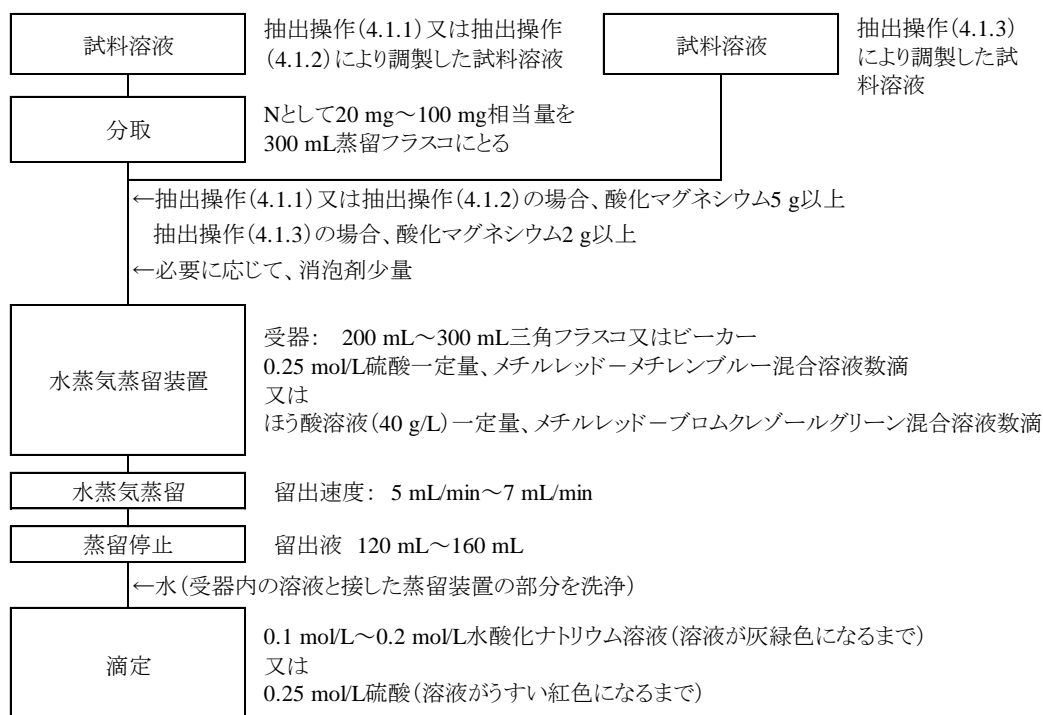 試料溶液
抽出操作（4.1.1）又は抽出操作
（4.1.2）により調製した試料溶液
試料溶液
抽出操作（4.1.3）
により調製した試
料溶液
分取
Nとして20 mg～100 mg相当量を
300 mL蒸留フラスコにとる
←抽出操作（4.1.1）又は抽出操作（4.1.2）の場合、酸化マグネシウム5 g以上
抽出操作（4.1.3）の場合、酸化マグネシウム2 g以上
←必要に応じて、消泡剤少量
水蒸気蒸留装置
受器： 200 mL～300 mL三角フラスコ又はビーカー
0.25 mol/L硫酸一定量、メチルレッド－メチレンブルー混合溶液数滴
又は
ほう酸溶液（40 g/L）一定量、メチルレッド－ブロムクレゾールグリーン混合溶液数滴
水蒸気蒸留
留出速度： 5 mL/min～7 mL/min
蒸留停止
留出液 120 mL～160 mL
←水（受器内の溶液と接した蒸留装置の部分を洗浄）
滴定
0.1 mol/L～0.2 mol/L水酸化ナトリウム溶液（溶液が灰緑色になるまで）
又は
0.25 mol/L硫酸（溶液がうすい紅色になるまで）